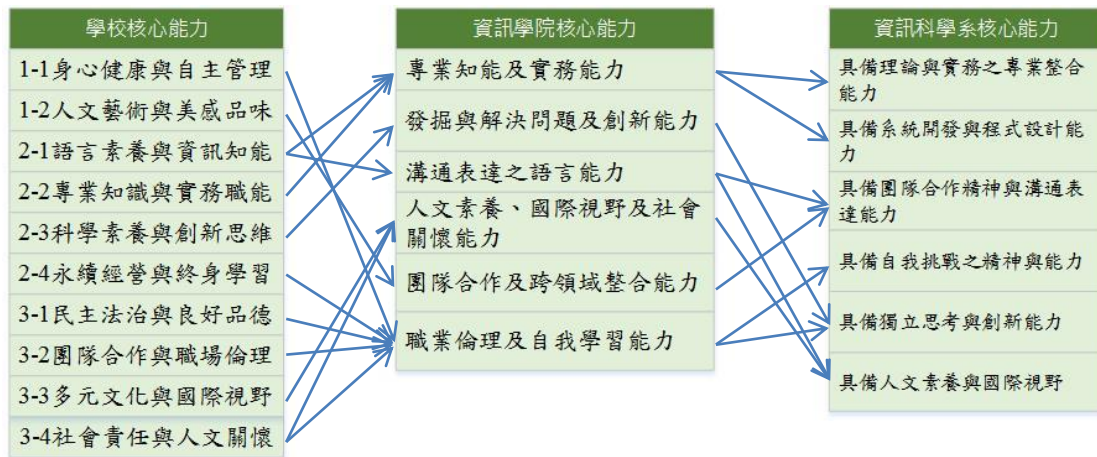 學校核心能力
1-1身心健康與自主管理
1-2人文藝術與美感品味
2-1語言素養與資訊知能
2-2專業知識與實務職能
2-3科學素養與創新思維
2-4永續經營與終身學習
3-1民主法治與良好品德
3-2團隊合作與職場倫理
3-3多元文化與國際視野
3-4社會責任與人文關懷
資訊學院核心能力
專業知能及實務能力
發掘與解決問題及創新能力
溝通表達之語言能力
人文素養、國際視野及社會
關懷能力
團隊合作及跨領域整合能力
職業倫理及自我學習能力
資訊科學系核心能力
具備理論與實務之專業整合
能力
具備系統開發與程式設計能
力
具備團隊合作精神與溝通表
達能力
具備自我挑戰之精神與能力
具備獨立思考與創新能力
具備人文素養與國際視野